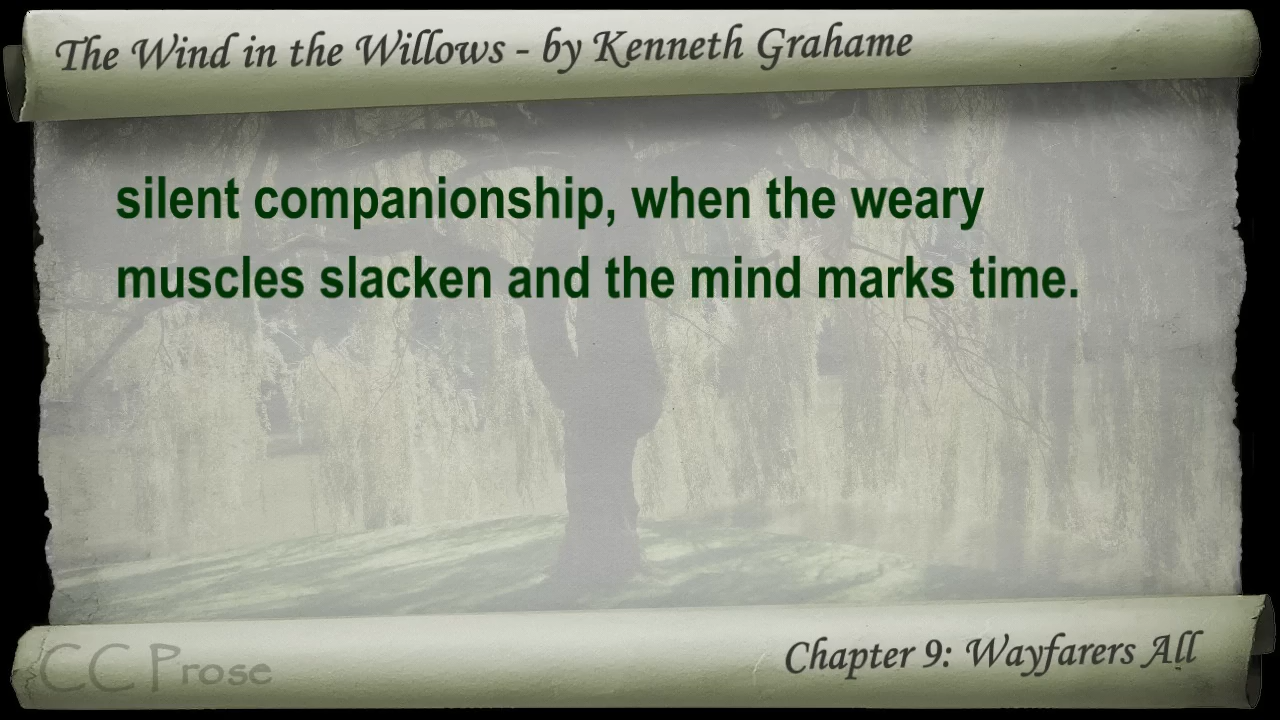 The Wind in the Willows - by Kenneth Grahame
silent companionship, when the weary
muscles slacken and the mind marks time.
CC Prose
Chapter 9: Wayfarers All